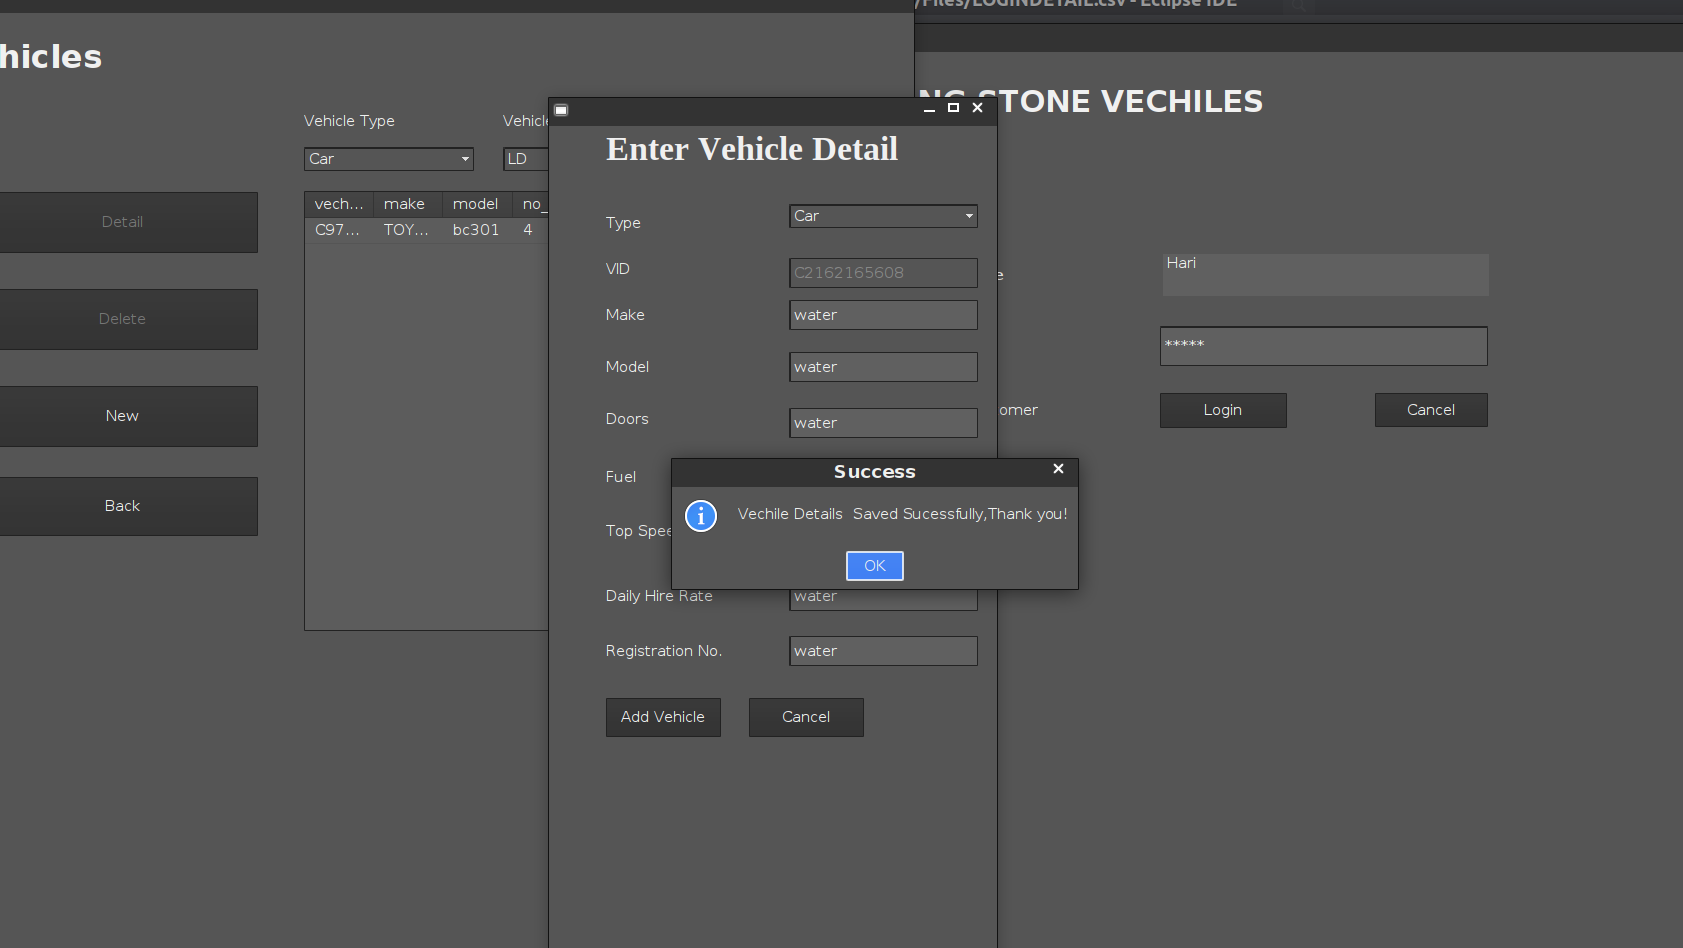 /Files/LOGINDETAIL.csv - Eclipse IDE
hicles
NG STONE VECHILES
Vehicle Type
Vehicle
Car
LD
vech... make model no_
C97... TOY... bc301 4
Detail
Delete
New
Back
Enter Vehicle Detail
Type
Car
VID
C2162165608
Make
water
Model
water
Doors
water
Fuel
Top Spee
Daily Hire Rate
water
Registration No.
water
Add Vehicle
Cancel
Success
Vechile Details  Saved Sucessfully,Thank you!
OK
e
Hari
*****
omer
Login
Cancel